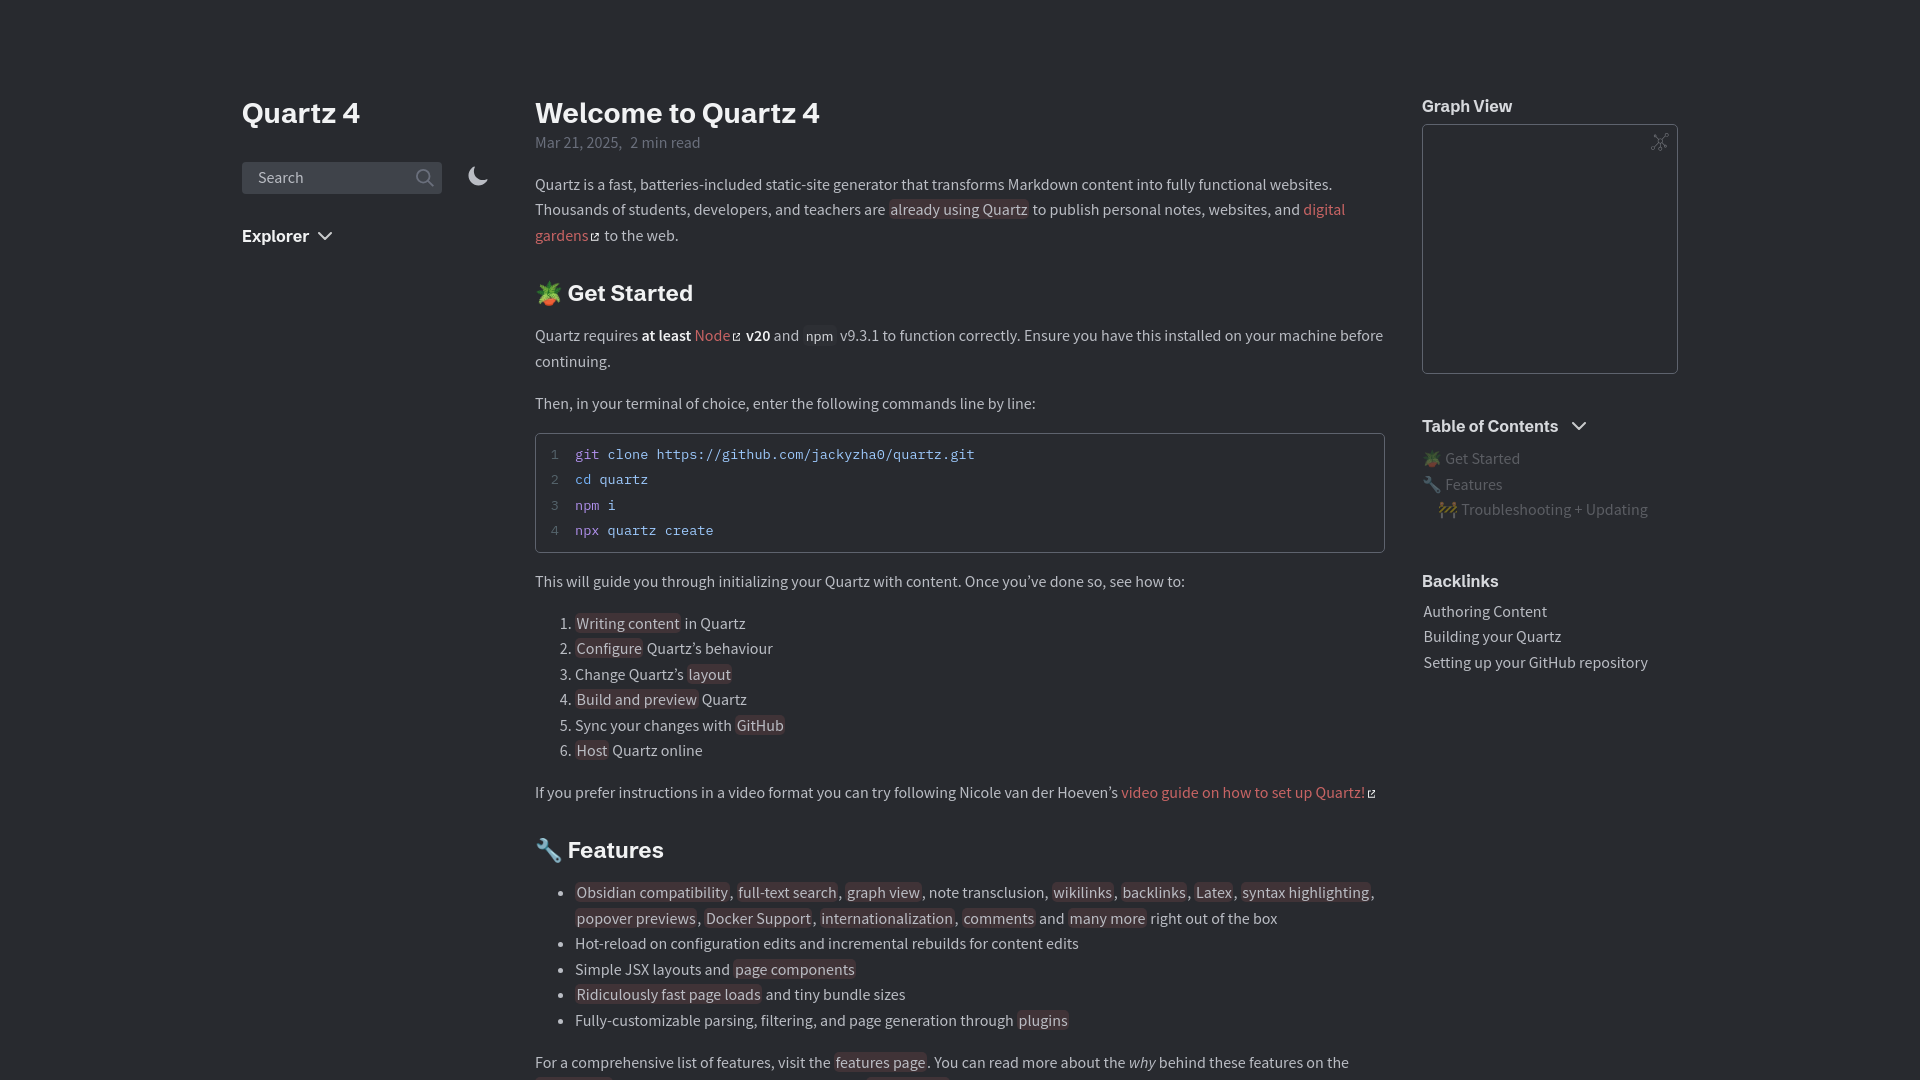 Quartz 4
Search
Explorer
Welcome to Quartz 4
Mar 21, 2025, 2 min read
Quartz is a fast, batteries-included static-site generator that transforms Markdown content into fully functional websites.
Thousands of students, developers, and teachers are already using Quartz to publish personal notes, websites, and digital
gardens to the web.
🪴 Get Started
Quartz requires at least Node v20 and npm v9.3.1 to function correctly. Ensure you have this installed on your machine before
continuing.
Then, in your terminal of choice, enter the following commands line by line:
1 git clone https://github.com/jackyzha0/quartz.git
2 cd quartz
3 npm i
4 npx quartz create
This will guide you through initializing your Quartz with content. Once you’ve done so, see how to:
1. Writing content in Quartz
2. Configure Quartz’s behaviour
3. Change Quartz’s layout
4. Build and preview Quartz
5. Sync your changes with GitHub
6. Host Quartz online
If you prefer instructions in a video format you can try following Nicole van der Hoeven’s video guide on how to set up Quartz!
🔧 Features
• Obsidian compatibility, full-text search, graph view, note transclusion, wikilinks, backlinks, Latex, syntax highlighting,
popover previews, Docker Support, internationalization, comments and many more right out of the box
• Hot-reload on configuration edits and incremental rebuilds for content edits
• Simple JSX layouts and page components
• Ridiculously fast page loads and tiny bundle sizes
• Fully-customizable parsing, filtering, and page generation through plugins
For a comprehensive list of features, visit the features page. You can read more about the why behind these features on the
Graph View
Table of Contents
🪴 Get Started
🔧 Features
🚧 Troubleshooting + Updating
Backlinks
Authoring Content
Building your Quartz
Setting up your GitHub repository